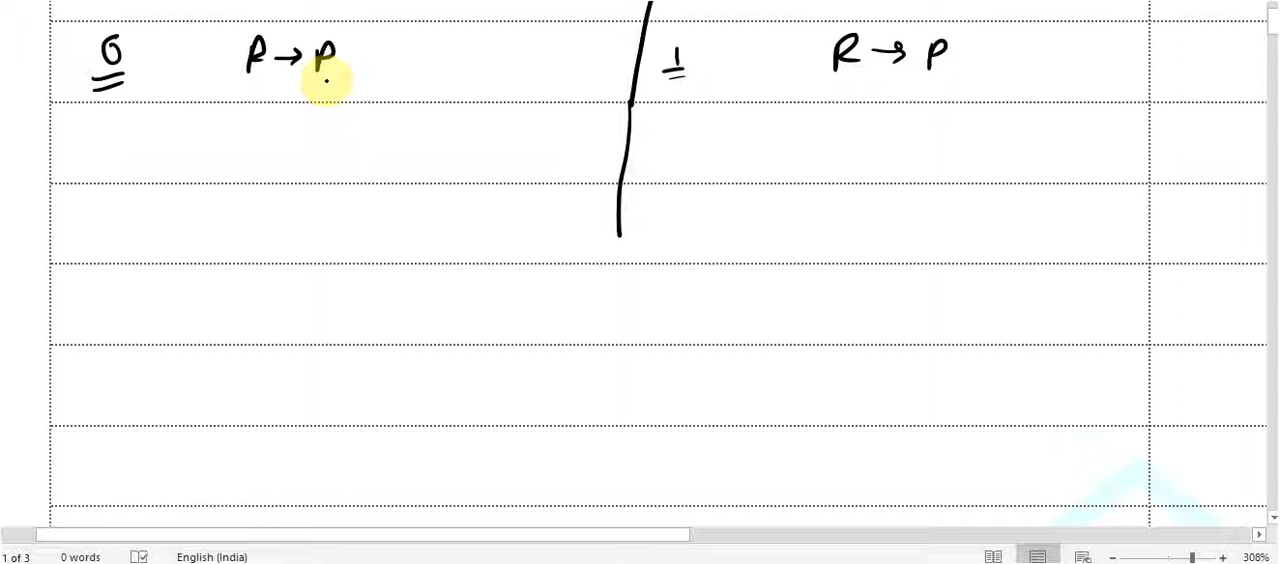 0 R → P
1 R → P
1 of 3 0 words English (India) 308%